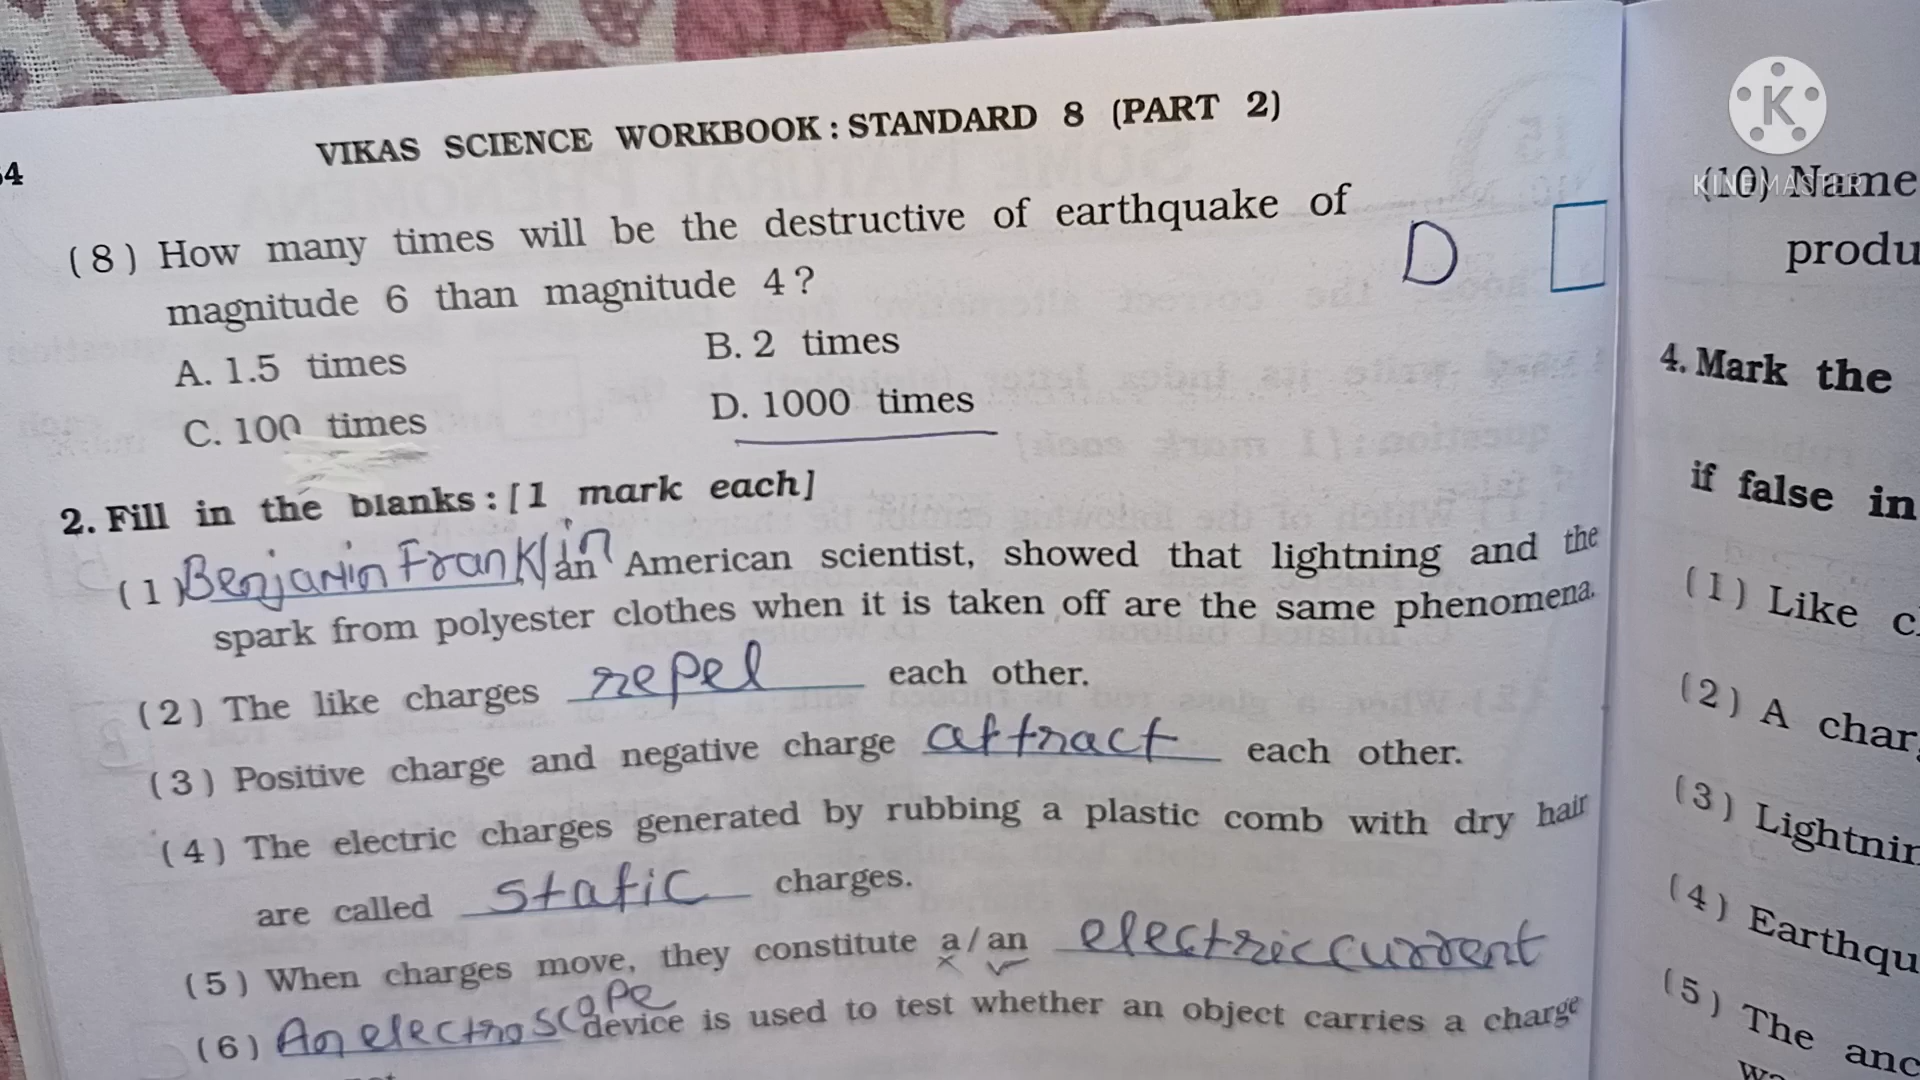 64
VIKAS SCIENCE WORKBOOK : STANDARD 8 (PART 2)
(8) How many times will be the destructive of earthquake of
magnitude 6 than magnitude 4?
D
A. 1.5 times B. 2 times
C. 100 times D. 1000 times
2. Fill in the blanks : [1 mark each]
(1) Benjamin Franklin an American scientist, showed that lightning and the
spark from polyester clothes when it is taken off are the same phenomena.
(2) The like charges repel each other.
(3) Positive charge and negative charge attract each other.
(4) The electric charges generated by rubbing a plastic comb with dry hair
are called static charges.
(5) When charges move, they constitute a/an electric current
(6) An electroscope device is used to test whether an object carries a charge
K
KINEMASTER
(10) Name
produ
4. Mark the
if false in
(1) Like
(2) A char
(3) Lightnin
(4) Earthqu
(5) The anc